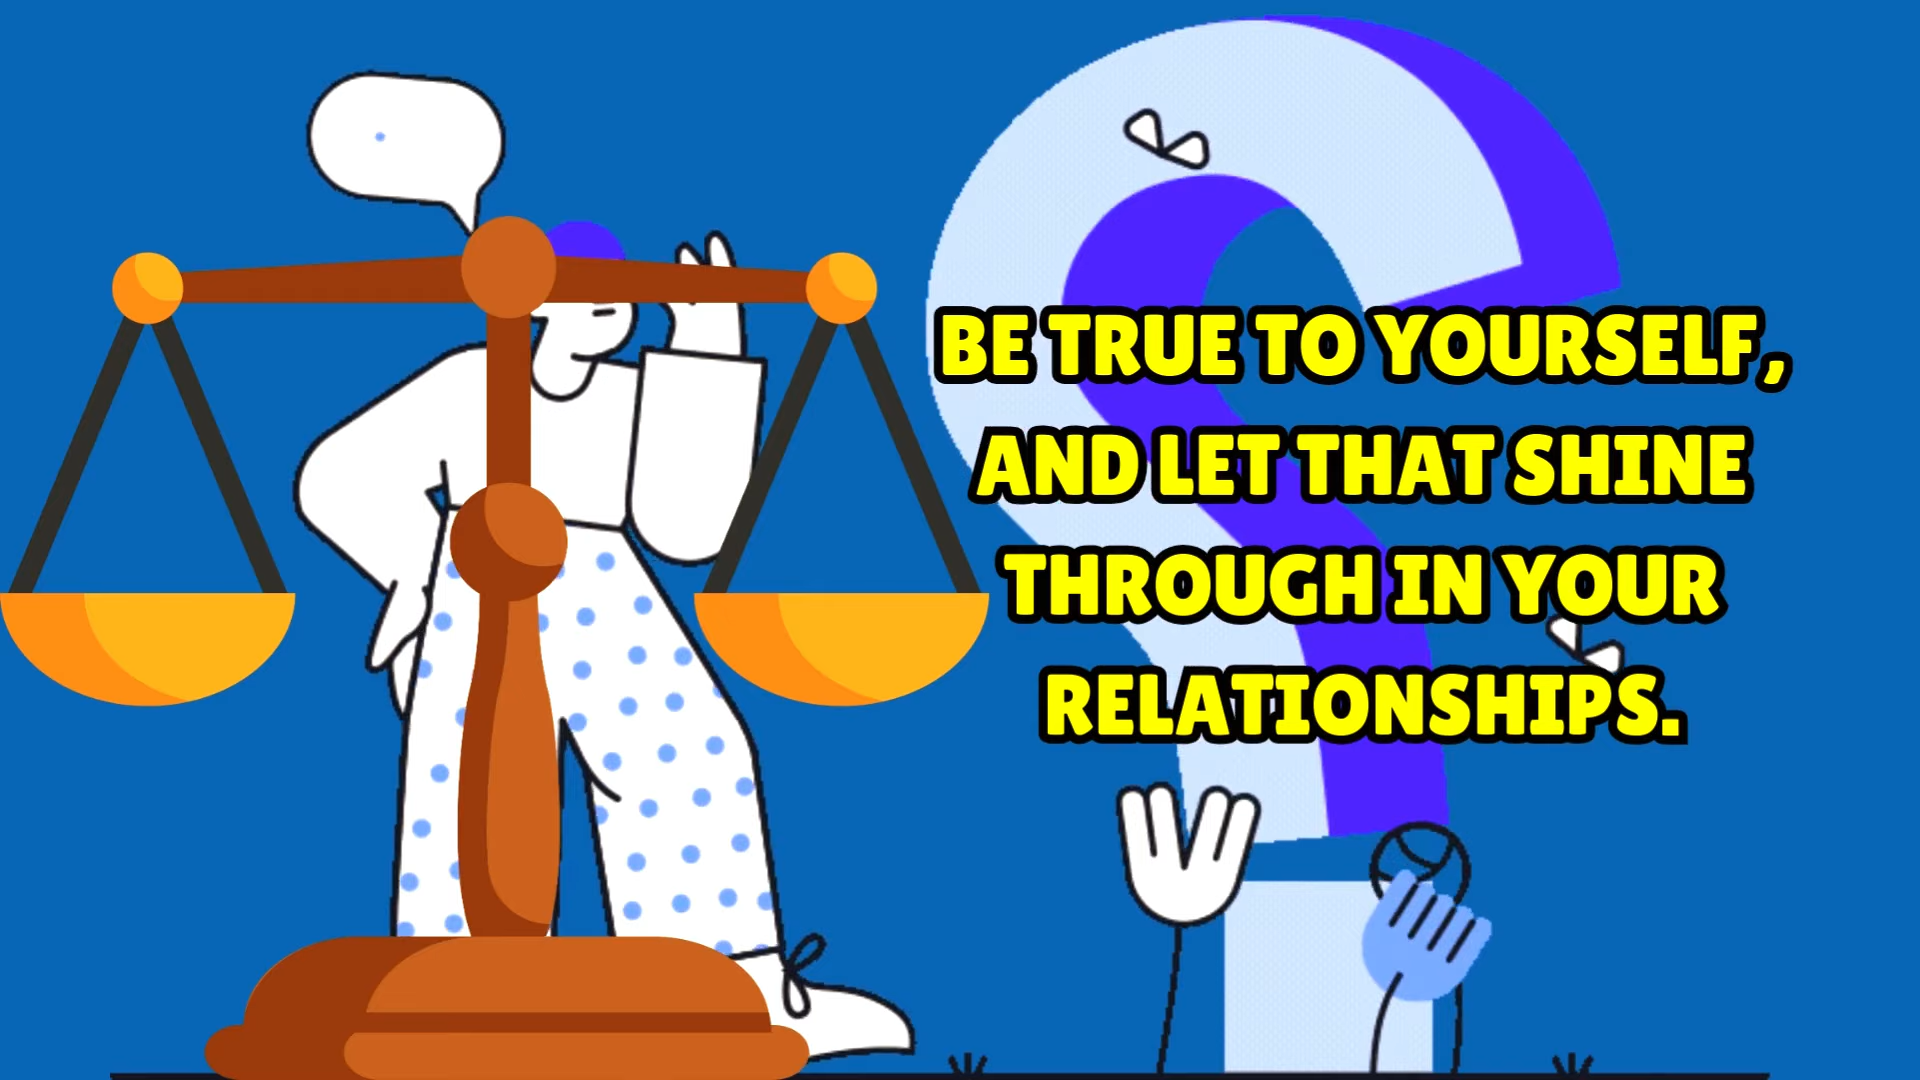 BE TRUE TO YOURSELF,
AND LET THAT SHINE
THROUGH IN YOUR
RELATIONSHIPS.